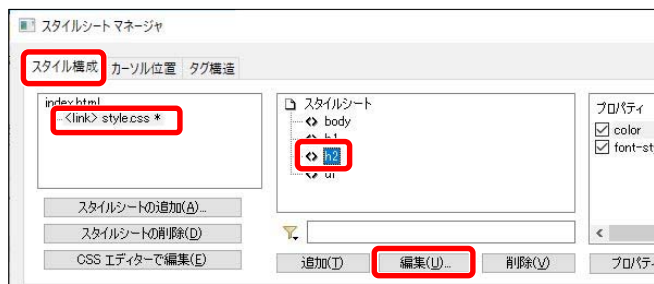 スタイルシート マネージャ
スタイル構成 カーソル位置 タグ構造
index.html
<link> style.css *
スタイルシートの追加(A)...
スタイルシートの削除(D)
CSS エディターで編集(E)
スタイルシート
body
h1
h2
ul
追加(T) 編集(U)... 削除(V)
プロパティ
color
font-st
プロパティ